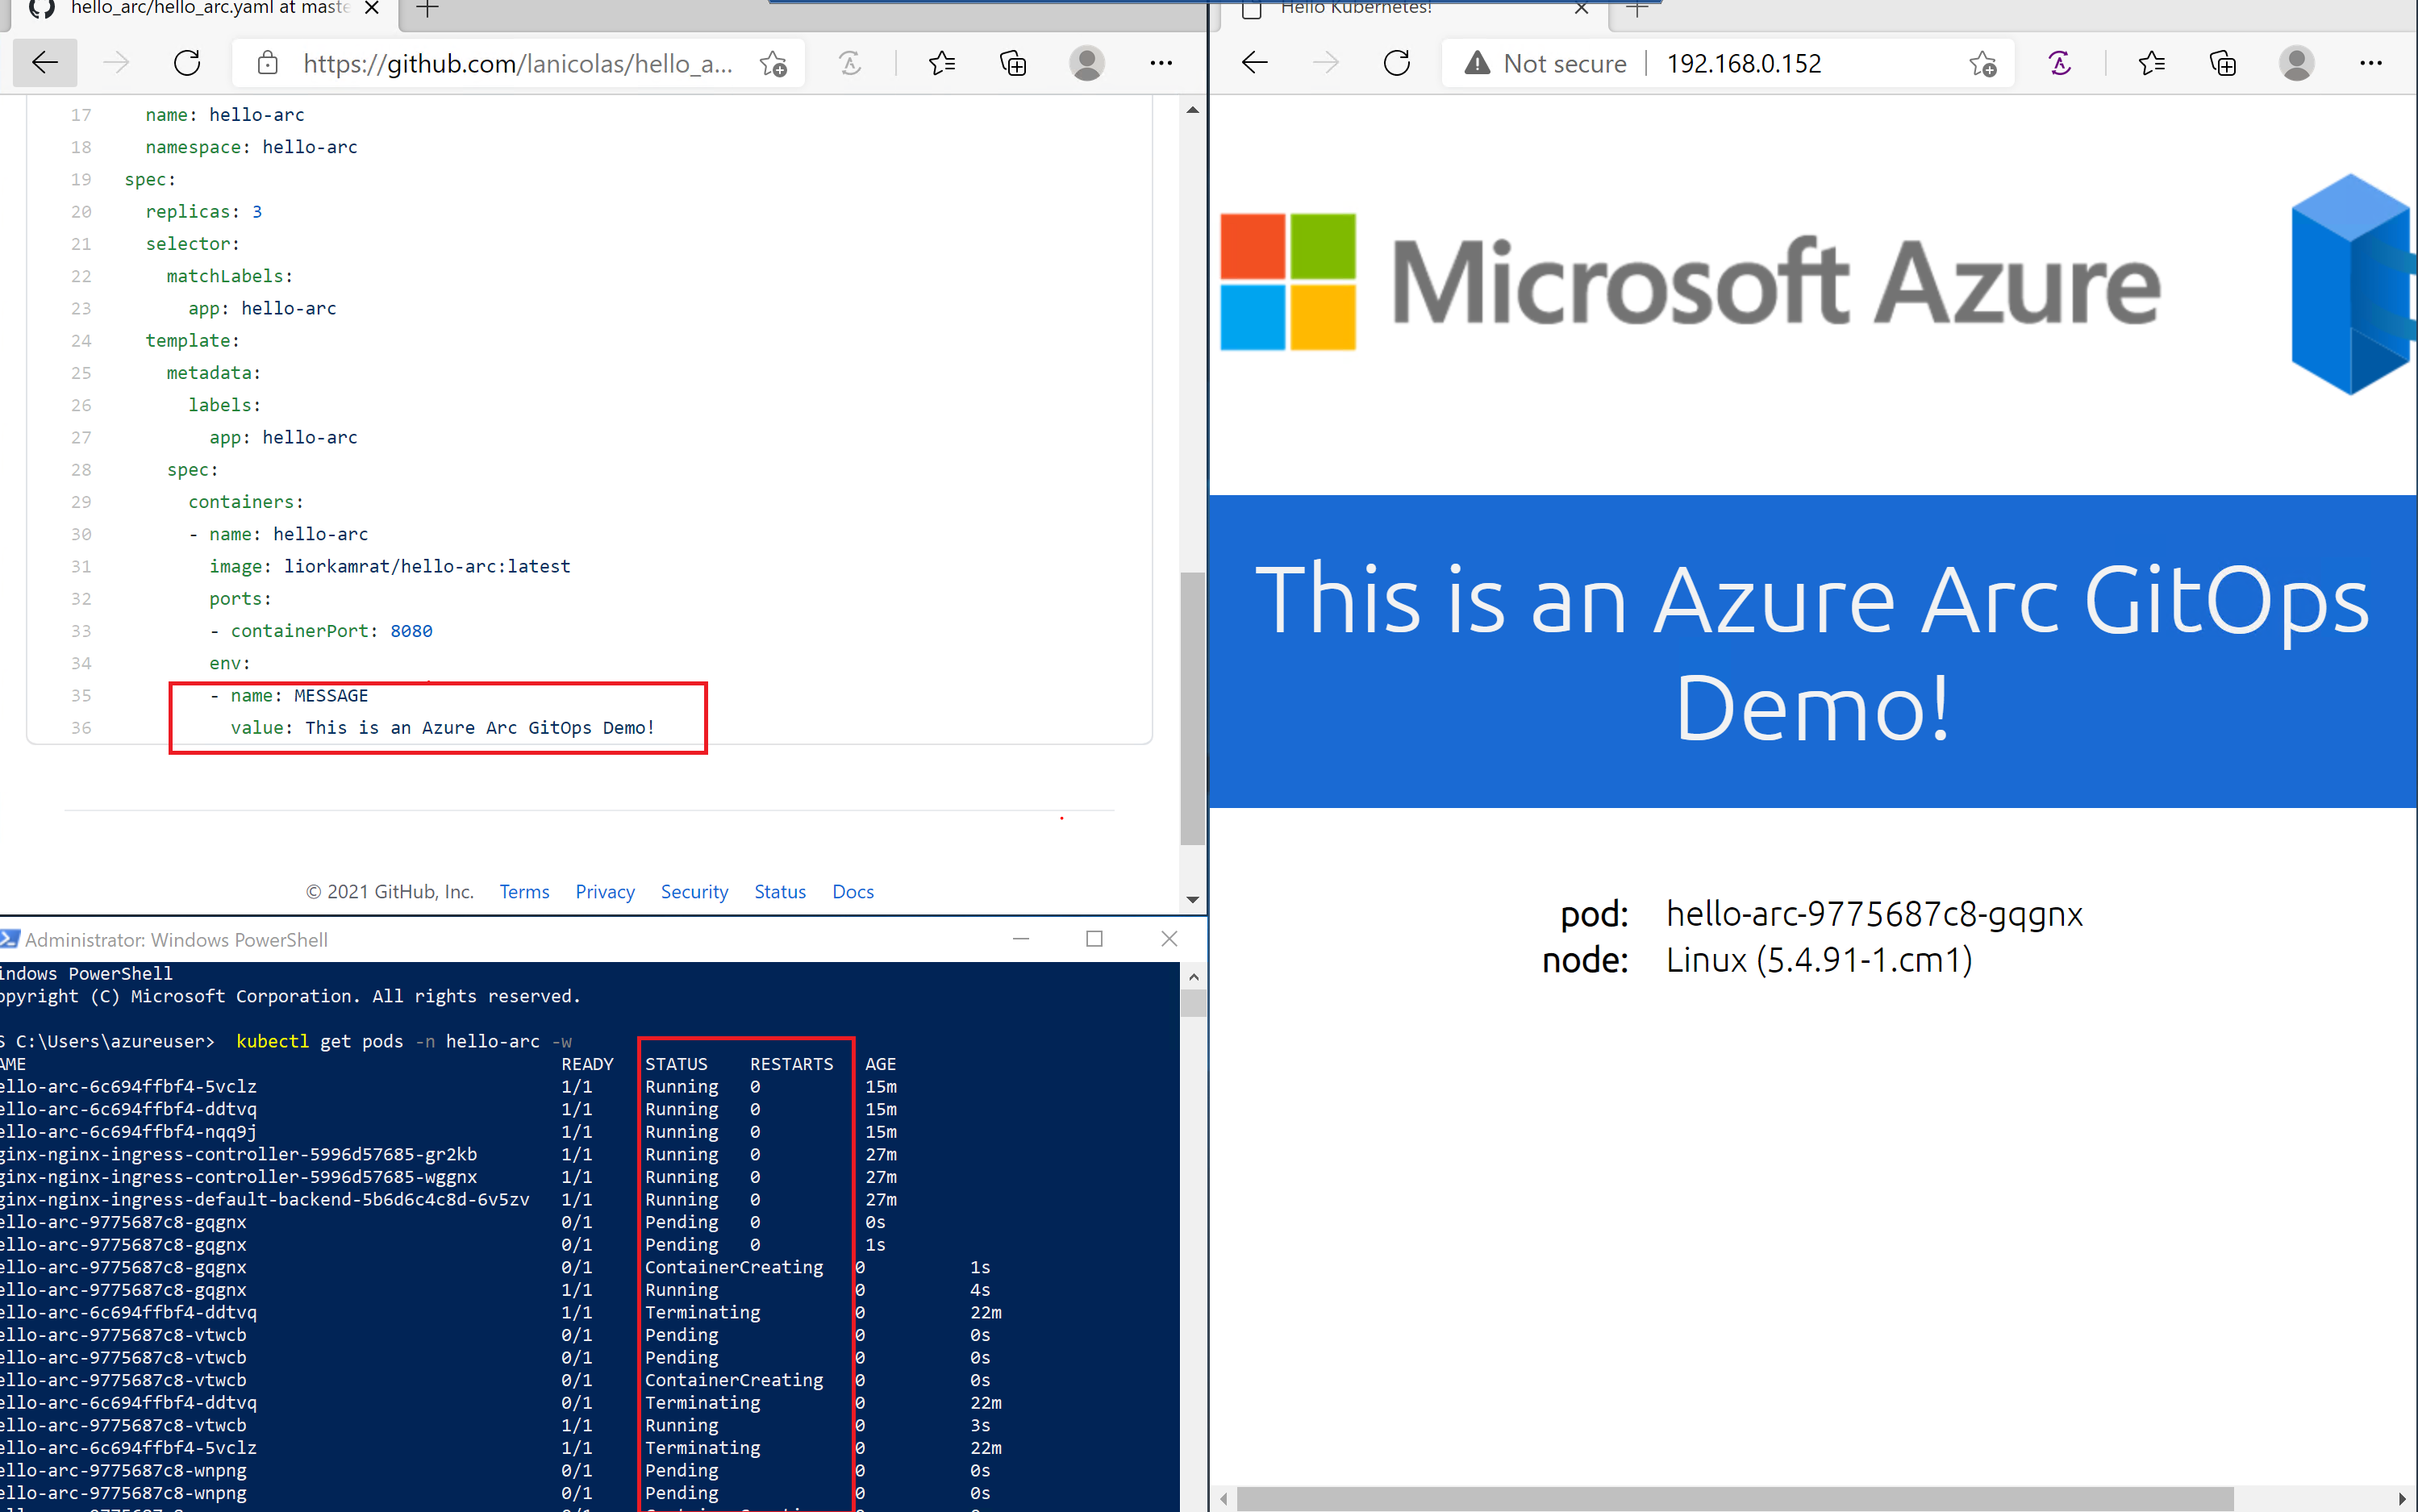 hello_arc/hello_arc.yaml at maste
https://github.com/lanicolas/hello_a...
17 name: hello-arc
18 namespace: hello-arc
19 spec:
20 replicas: 3
21 selector:
22 matchLabels:
23 app: hello-arc
24 template:
25 metadata:
26 labels:
27 app: hello-arc
28 spec:
29 containers:
30 - name: hello-arc
31 image: liorkamrat/hello-arc:latest
32 ports:
33 - containerPort: 8080
34 env:
35 - name: MESSAGE
36 value: This is an Azure Arc GitOps Demo!
© 2021 GitHub, Inc. Terms Privacy Security Status Docs
Administrator: Windows PowerShell
indows PowerShell
opyright (C) Microsoft Corporation. All rights reserved.
S C:\Users\azureuser> kubectl get pods -n hello-arc -w
AME READY STATUS RESTARTS AGE
ello-arc-6c694ffbf4-5vclz 1/1 Running 0 15m
ello-arc-6c694ffbf4-ddtvq 1/1 Running 0 15m
ello-arc-6c694ffbf4-nqq9j 1/1 Running 0 15m
ginx-nginx-ingress-controller-5996d57685-gr2kb 1/1 Running 0 27m
ginx-nginx-ingress-controller-5996d57685-wggnx 1/1 Running 0 27m
ginx-nginx-ingress-default-backend-5b6d6c4c8d-6v5zv 1/1 Running 0 27m
ello-arc-9775687c8-gqgnx 0/1 Pending 0 0s
ello-arc-9775687c8-gqgnx 0/1 Pending 0 1s
ello-arc-9775687c8-gqgnx 0/1 ContainerCreating 0 1s
ello-arc-9775687c8-gqgnx 1/1 Running 0 4s
ello-arc-6c694ffbf4-ddtvq 1/1 Terminating 0 22m
ello-arc-9775687c8-vtwcb 0/1 Pending 0 0s
ello-arc-9775687c8-vtwcb 0/1 Pending 0 0s
ello-arc-9775687c8-vtwcb 0/1 ContainerCreating 0 0s
ello-arc-6c694ffbf4-ddtvq 0/1 Terminating 0 22m
ello-arc-9775687c8-vtwcb 1/1 Running 0 3s
ello-arc-6c694ffbf4-5vclz 1/1 Terminating 0 22m
ello-arc-9775687c8-wnpng 0/1 Pending 0 0s
ello-arc-9775687c8-wnpng 0/1 Pending 0 0s
Hello Kubernetes!
Not secure 192.168.0.152
Microsoft Azure
This is an Azure Arc GitOps
Demo!
pod: hello-arc-9775687c8-gqgnx
node: Linux (5.4.91-1.cm1)